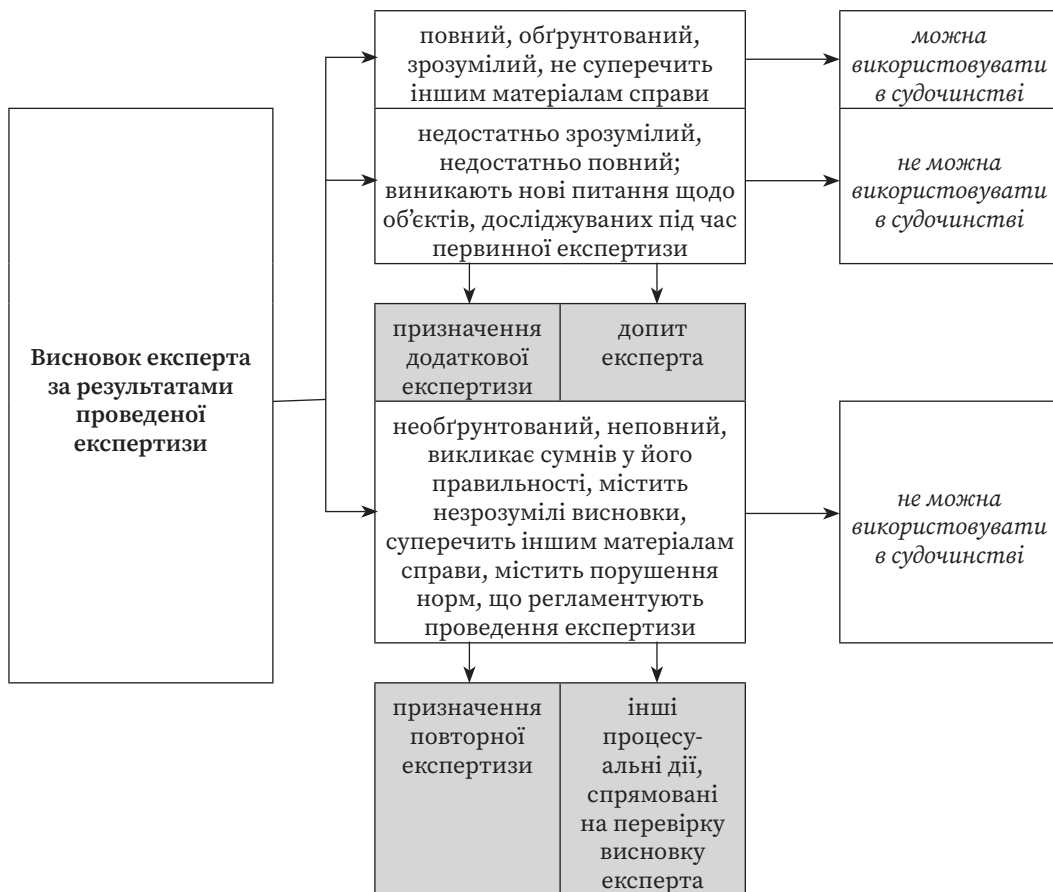 повний, обґрунтований,
зрозумілий, не суперечить
іншим матеріалам справи
можна
використовувати
в судочинстві
недостатньо зрозумілий,
недостатньо повний;
виникають нові питання щодо
об’єктів, досліджуваних під час
первинної експертизи
не можна
використовувати
в судочинстві
Висновок експерта
за результатами
проведеної
експертизи
призначення
додаткової
експертизи
допит
експерта
необґрунтований, неповний,
викликає сумнів у його
правильності, містить
незрозумілі висновки,
суперечить іншим матеріалам
справи, містить порушення
норм, що регламентують
проведення експертизи
не можна
використовувати
в судочинстві
призначення
повторної
експертизи
інші
процесу-
альні дії,
спрямовані
на перевірку
висновку
експерта